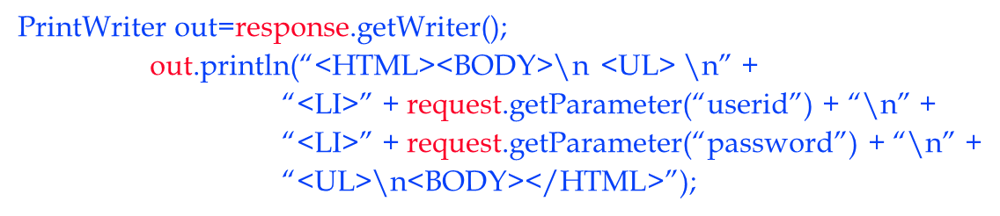 PrintWriter out=response.getWriter();
out.println(“<HTML><BODY>\n <UL> \n” +
“<LI>” + request.getParameter(“userid”) + “\n” +
“<LI>” + request.getParameter(“password”) + “\n” +
“<UL>\n<BODY></HTML>”);